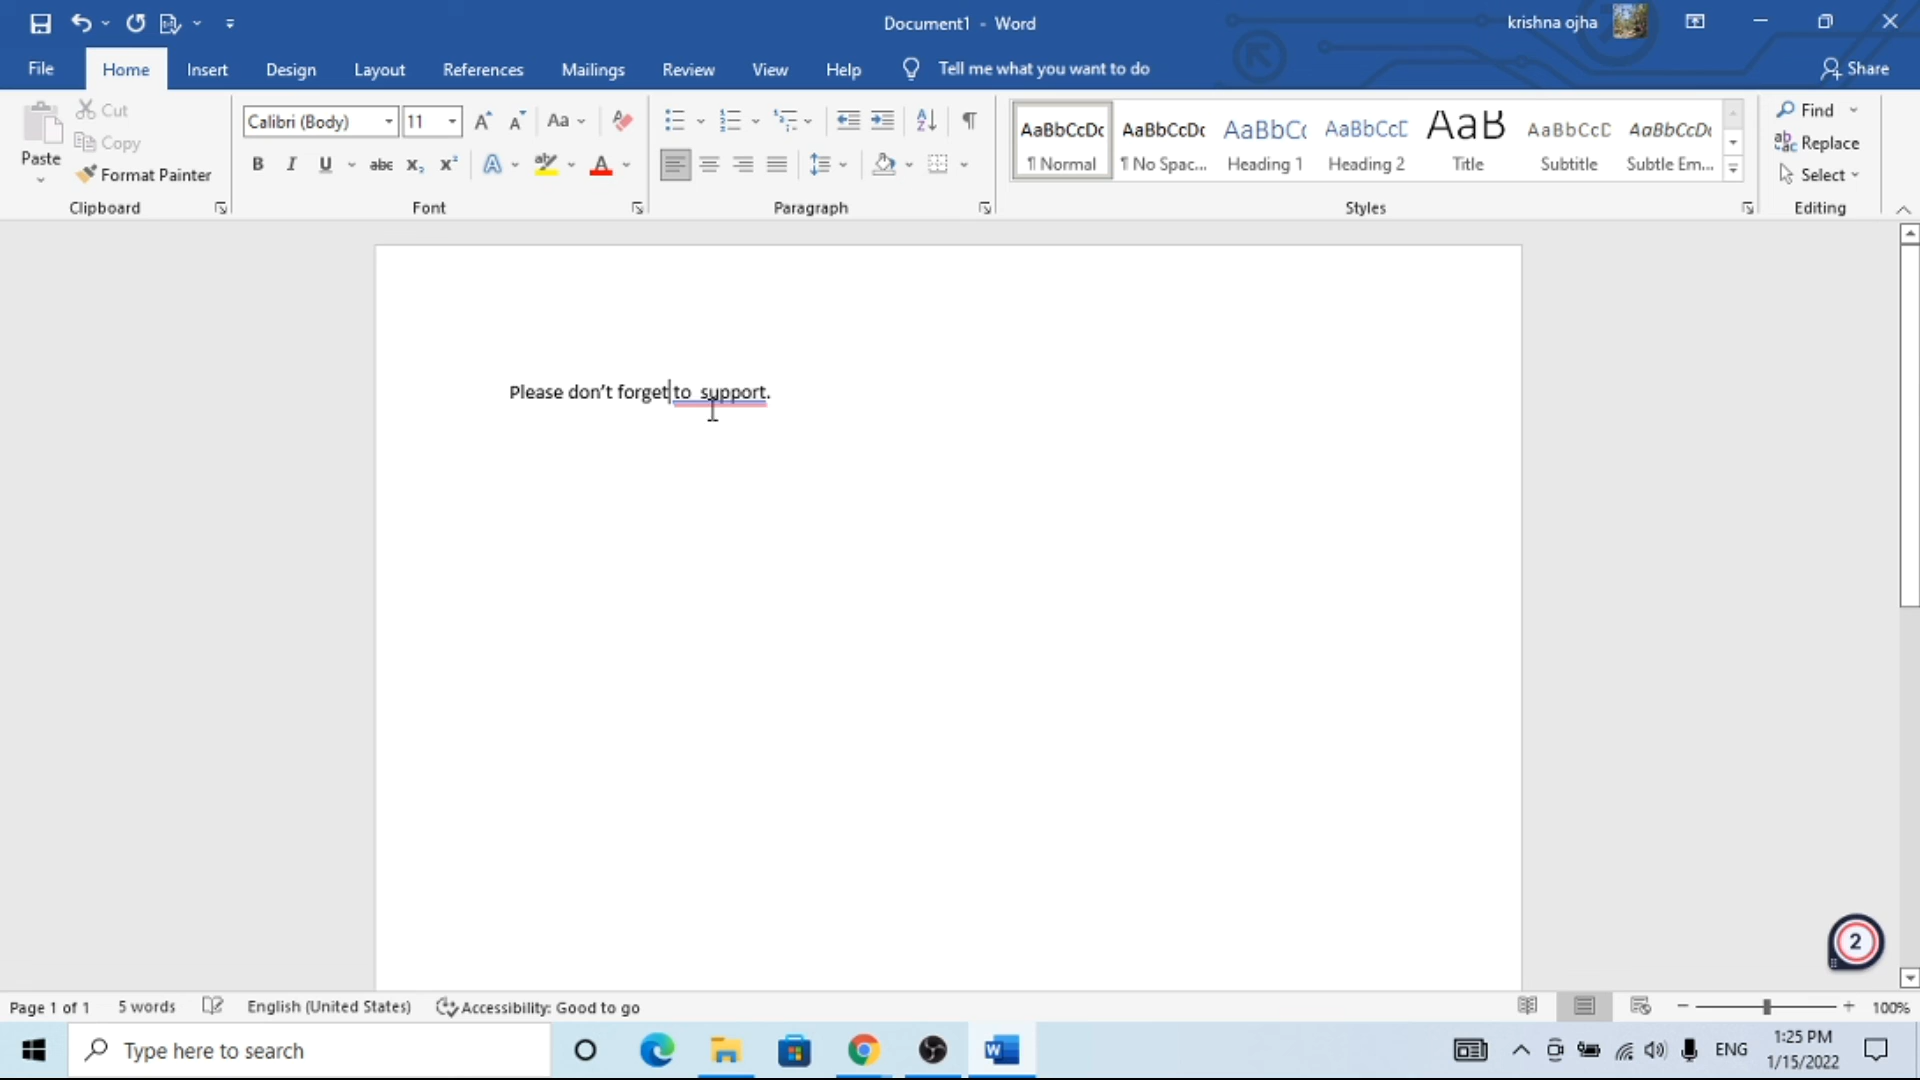 Document1 - Word
krishna ojha
File Home Insert Design Layout References Mailings Review View Help Tell me what you want to do Share
Paste
Cut
Copy
Format Painter
Clipboard
Calibri (Body) 11
Font
Paragraph
AaBbCcDc AaBbCcDc AaBbCc AaBbCcD AaB AaBbCcD AaBbCcDc
¶ Normal ¶ No Spac... Heading 1 Heading 2 Title Subtitle Subtle Em...
Styles
Find
Replace
Select
Editing
Please don’t forget to  support.
2
Page 1 of 1 5 words English (United States) Accessibility: Good to go 100%
Type here to search
ENG
1:25 PM
1/15/2022